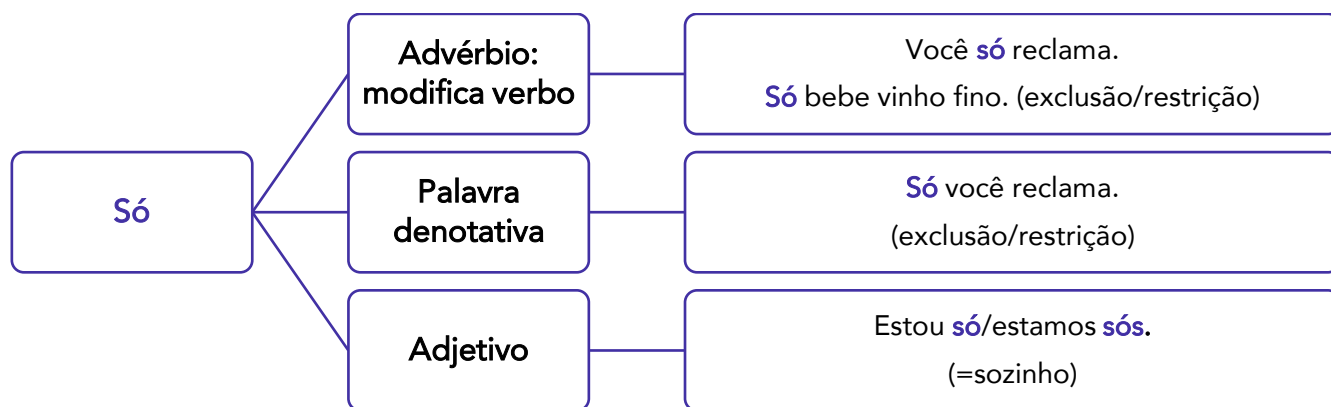 Só
Advérbio:
modifica verbo
Você só reclama.
Só bebe vinho fino. (exclusão/restrição)
Palavra
denotativa
Só você reclama.
(exclusão/restrição)
Adjetivo
Estou só/estamos sós.
(=sozinho)